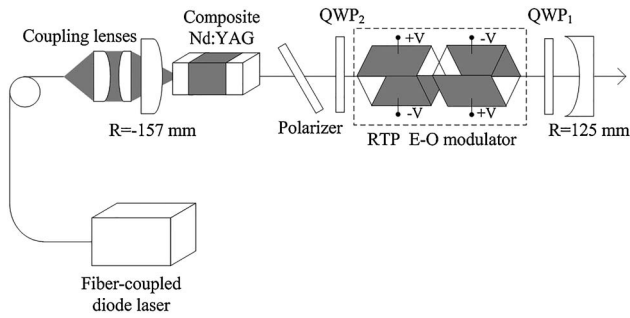 Composite
Nd:YAG
QWP2
QWP1
Coupling lenses
+V
-V
R=-157 mm
Polarizer
-V
+V
RTP E-O modulator
R=125 mm
Fiber-coupled
diode laser